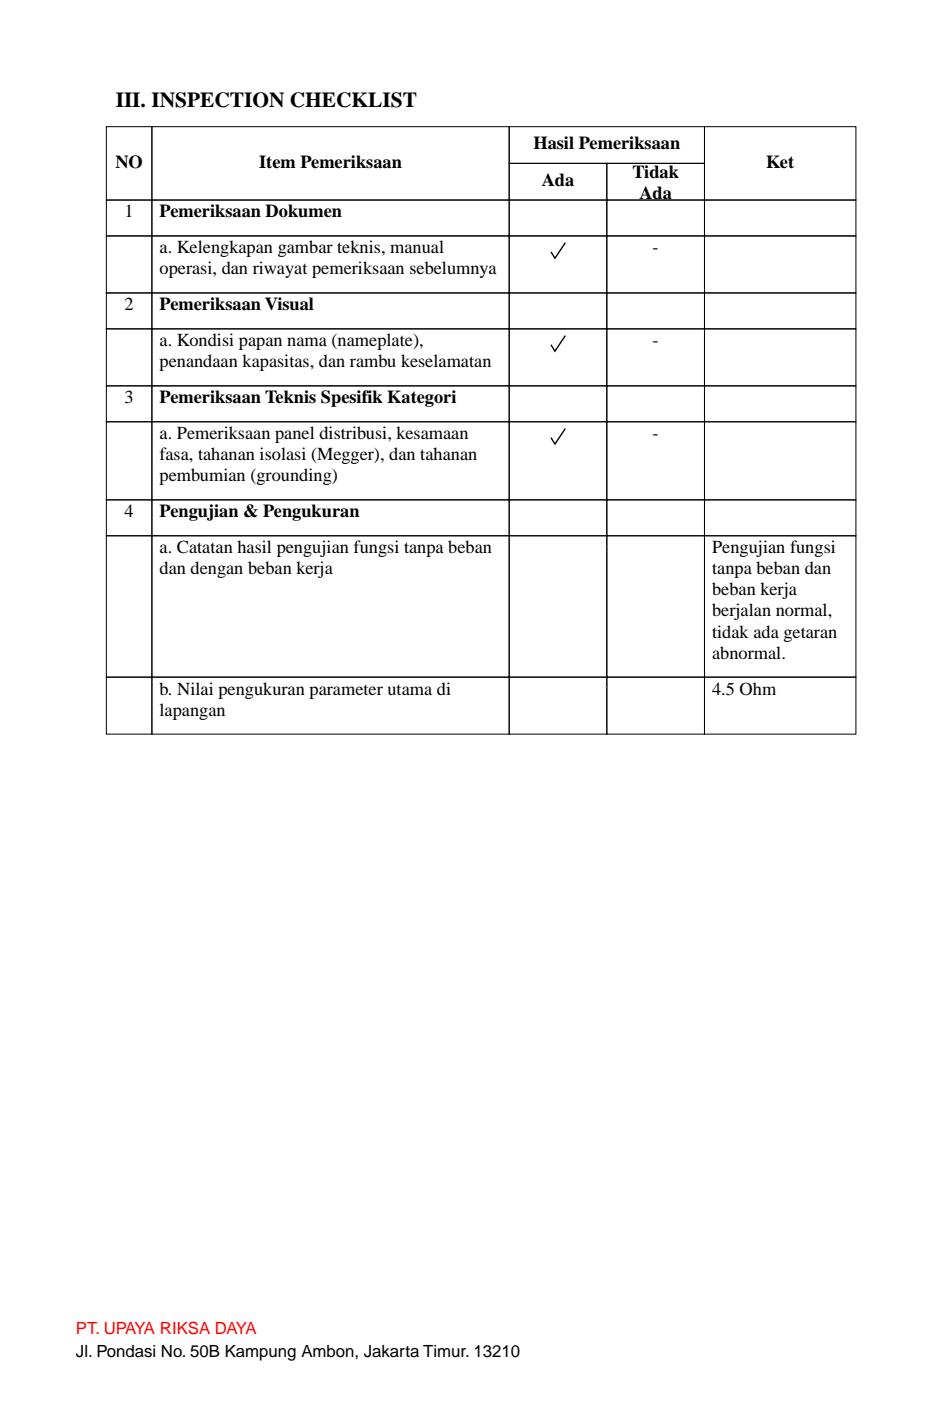 III. INSPECTION CHECKLIST
NO
Item Pemeriksaan
Hasil Pemeriksaan
Ket
Ada
Tidak
Ada
1
Pemeriksaan Dokumen
a. Kelengkapan gambar teknis, manual
operasi, dan riwayat pemeriksaan sebelumnya
✓
-
2
Pemeriksaan Visual
a. Kondisi papan nama (nameplate),
penandaan kapasitas, dan rambu keselamatan
✓
-
3
Pemeriksaan Teknis Spesifik Kategori
a. Pemeriksaan panel distribusi, kesamaan
fasa, tahanan isolasi (Megger), dan tahanan
pembumian (grounding)
✓
-
4
Pengujian & Pengukuran
a. Catatan hasil pengujian fungsi tanpa beban
dan dengan beban kerja
Pengujian fungsi
tanpa beban dan
beban kerja
berjalan normal,
tidak ada getaran
abnormal.
b. Nilai pengukuran parameter utama di
lapangan
4.5 Ohm
PT. UPAYA RIKSA DAYA
Jl. Pondasi No. 50B Kampung Ambon, Jakarta Timur. 13210